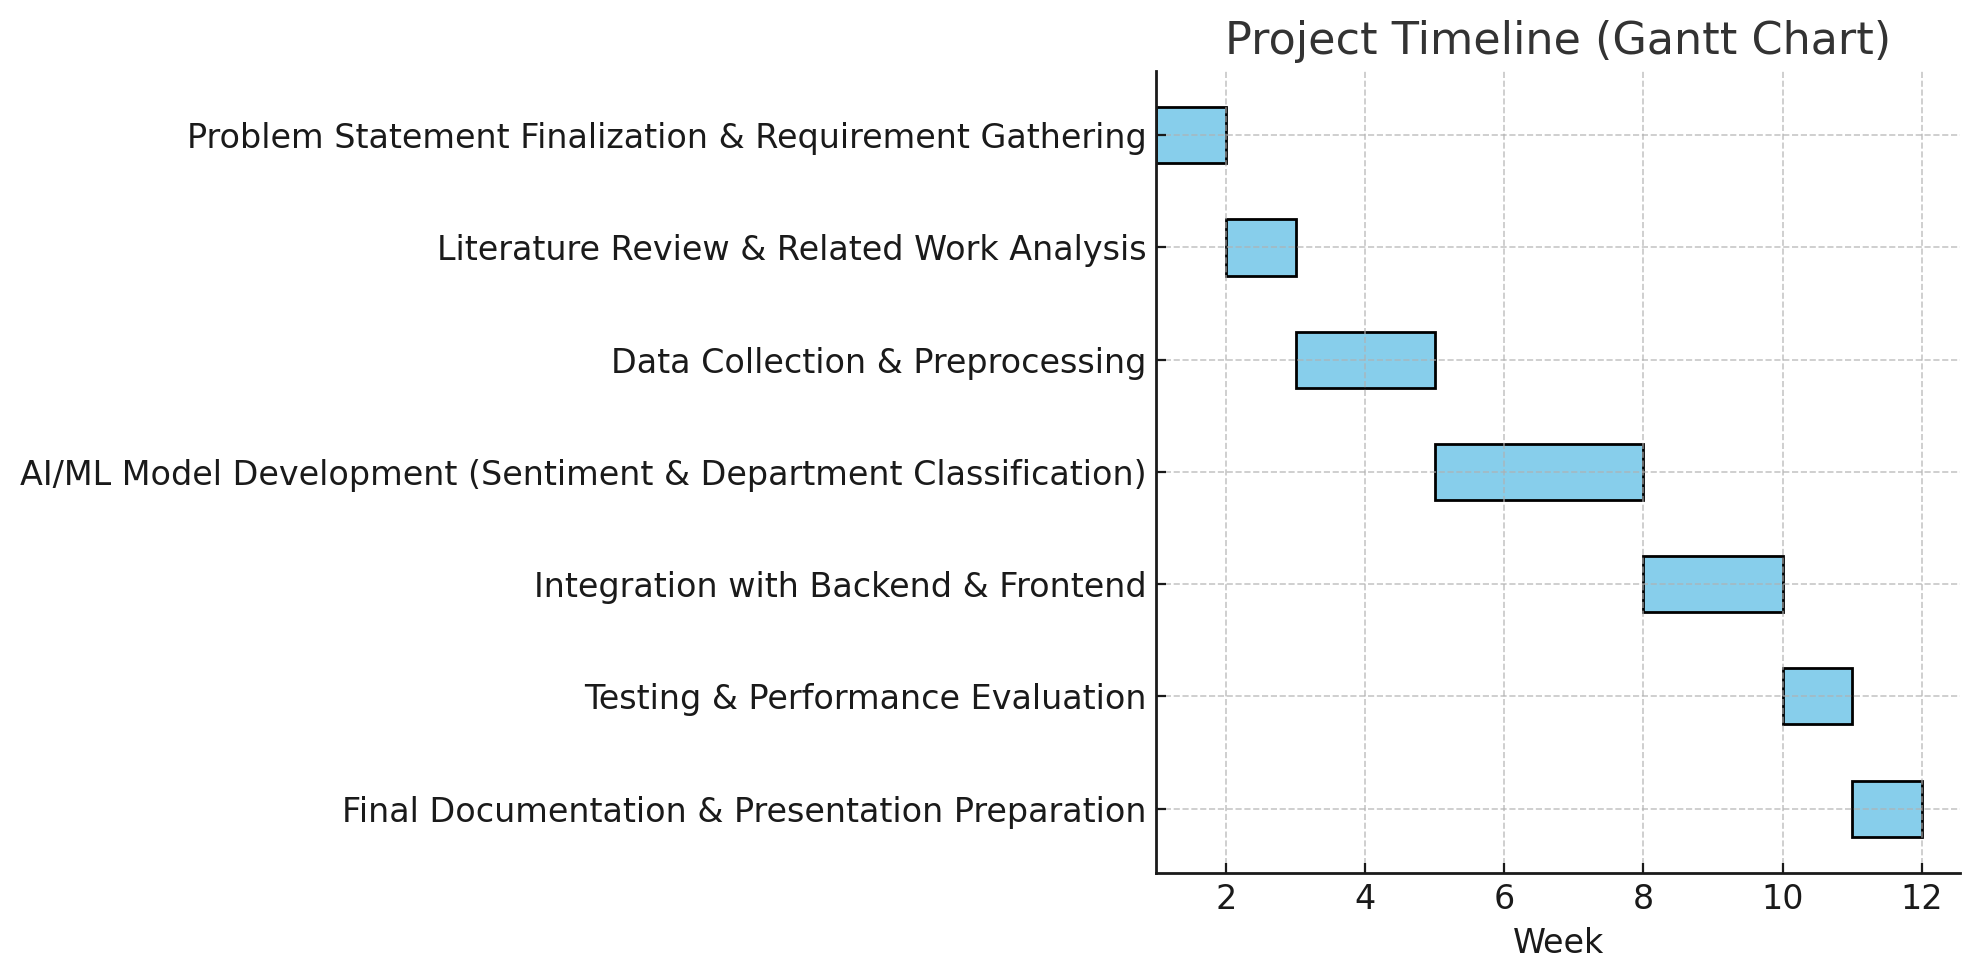 Project Timeline (Gantt Chart)
Problem Statement Finalization & Requirement Gathering
Literature Review & Related Work Analysis
Data Collection & Preprocessing
AI/ML Model Development (Sentiment & Department Classification)
Integration with Backend & Frontend
Testing & Performance Evaluation
Final Documentation & Presentation Preparation
2 4 6 8 10 12
Week